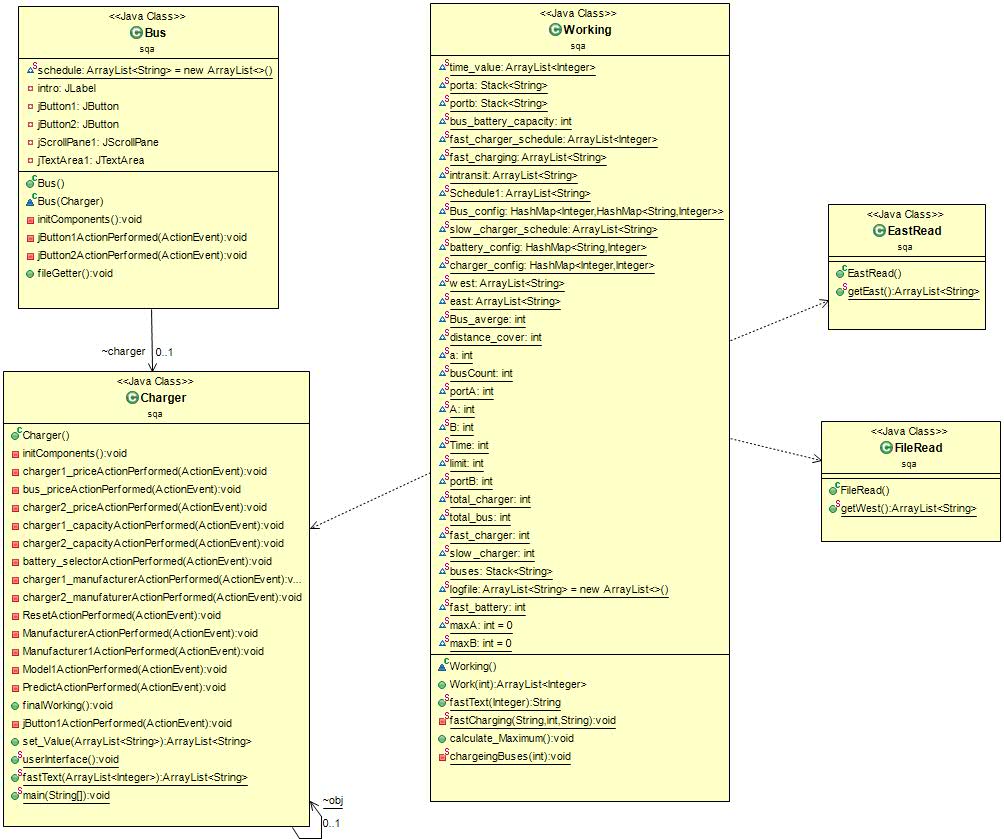 <<Java Class>>
Bus
sqa
schedule: ArrayList<String> = new ArrayList<>()
intro: JLabel
jButton1: JButton
jButton2: JButton
jScrollPane1: JScrollPane
jTextArea1: JTextArea
Bus()
Bus(Charger)
initComponents():void
jButton1ActionPerformed(ActionEvent):void
jButton2ActionPerformed(ActionEvent):void
fileGetter():void
~charger 0..1
<<Java Class>>
Charger
sqa
Charger()
initComponents():void
charger1_priceActionPerformed(ActionEvent):void
bus_priceActionPerformed(ActionEvent):void
charger2_priceActionPerformed(ActionEvent):void
charger1_capacityActionPerformed(ActionEvent):void
charger2_capacityActionPerformed(ActionEvent):void
battery_selectorActionPerformed(ActionEvent):void
charger1_manufacturerActionPerformed(ActionEvent):v...
charger2_manufaturerActionPerformed(ActionEvent):void
ResetActionPerformed(ActionEvent):void
ManufacturerActionPerformed(ActionEvent):void
Manufacturer1ActionPerformed(ActionEvent):void
Model1ActionPerformed(ActionEvent):void
PredictActionPerformed(ActionEvent):void
finalWorking():void
jButton1ActionPerformed(ActionEvent):void
set_Value(ArrayList<String>):ArrayList<String>
userInterface():void
fastText(ArrayList<Integer>):ArrayList<String>
main(String[]):void
~obj
0..1
<<Java Class>>
Working
sqa
time_value: ArrayList<Integer>
porta: Stack<String>
portb: Stack<String>
bus_battery_capacity: int
fast_charger_schedule: ArrayList<Integer>
fast_charging: ArrayList<String>
intransit: ArrayList<String>
Schedule1: ArrayList<String>
Bus_config: HashMap<Integer,HashMap<String,Integer>>
slow_charger_schedule: ArrayList<String>
battery_config: HashMap<String,Integer>
charger_config: HashMap<Integer,Integer>
west: ArrayList<String>
east: ArrayList<String>
Bus_averge: int
distance_cover: int
a: int
busCount: int
portA: int
A: int
B: int
Time: int
limit: int
portB: int
total_charger: int
total_bus: int
fast_charger: int
slow_charger: int
buses: Stack<String>
logfile: ArrayList<String> = new ArrayList<>()
fast_battery: int
maxA: int = 0
maxB: int = 0
Working()
Work(int):ArrayList<Integer>
fastText(Integer):String
fastCharging(String,int,String):void
calculate_Maximum():void
chargeingBuses(int):void
<<Java Class>>
EastRead
sqa
EastRead()
getEast():ArrayList<String>
<<Java Class>>
FileRead
sqa
FileRead()
getWest():ArrayList<String>